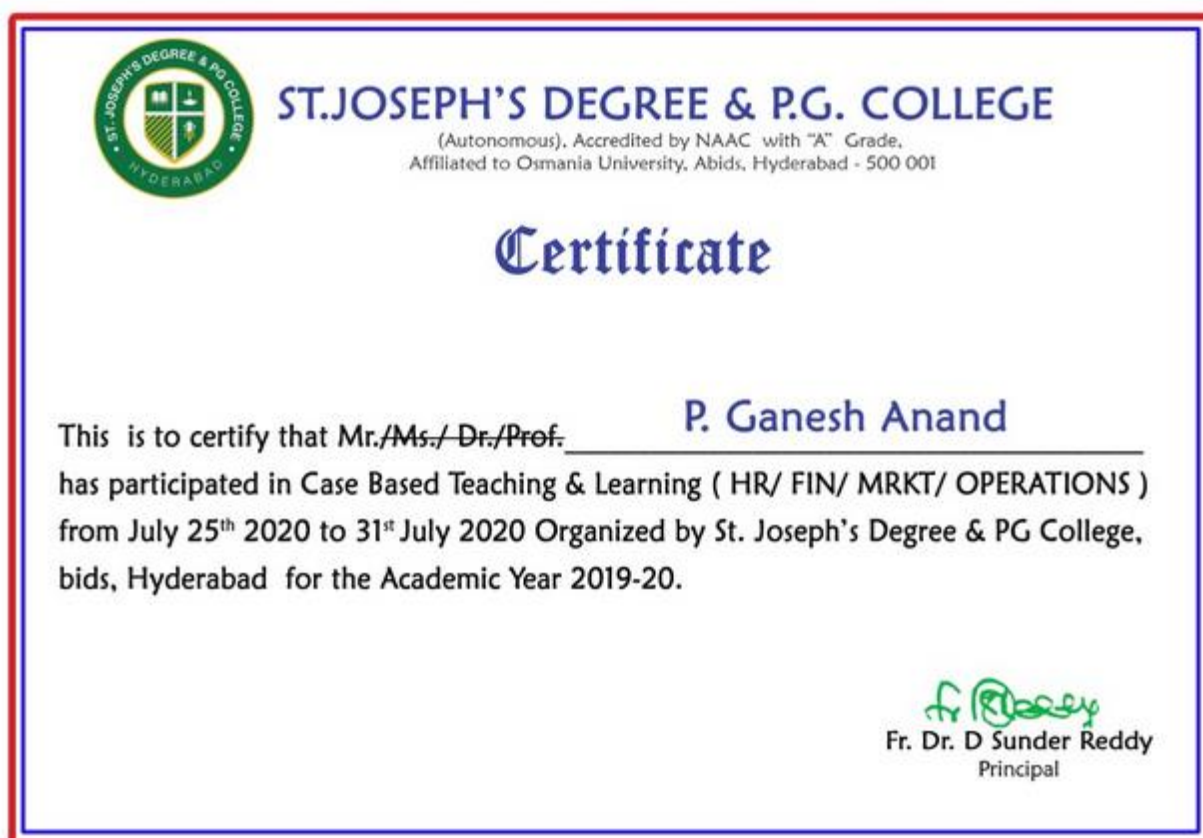 ST. JOSEPH'S DEGREE & PG COLLEGE
HYDERABAD
ST.JOSEPH'S DEGREE & P.G. COLLEGE
(Autonomous), Accredited by NAAC with "A" Grade,
Affiliated to Osmania University, Abids, Hyderabad - 500 001
Certificate
This is to certify that Mr./Ms./ Dr./Prof. P. Ganesh Anand
has participated in Case Based Teaching & Learning ( HR/ FIN/ MRKT/ OPERATIONS )
from July 25th 2020 to 31st July 2020 Organized by St. Joseph's Degree & PG College,
bids, Hyderabad for the Academic Year 2019-20.
Fr. Dr. D Sunder Reddy
Principal